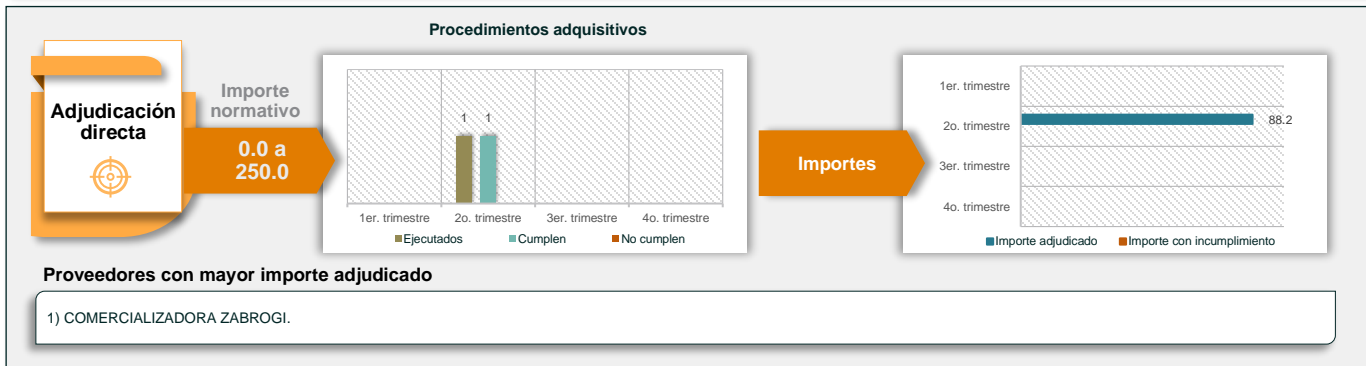 Procedimientos adquisitivos
Adjudicación
directa
Importe
normativo
0.0 a
250.0
1 1
1er. trimestre 2o. trimestre 3er. trimestre 4o. trimestre
Ejecutados Cumplen No cumplen
Importes
1er. trimestre
2o. trimestre 88.2
3er. trimestre
4o. trimestre
Importe adjudicado Importe con incumplimiento
Proveedores con mayor importe adjudicado
1) COMERCIALIZADORA ZABROGI.